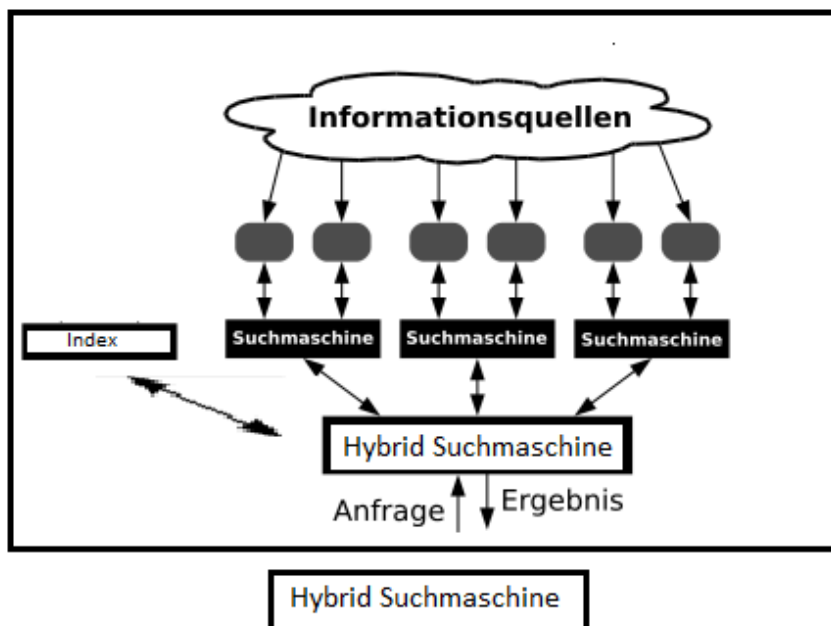 Informationsquellen
Index
Suchmaschine
Suchmaschine
Suchmaschine
Hybrid Suchmaschine
Anfrage
Ergebnis
Hybrid Suchmaschine